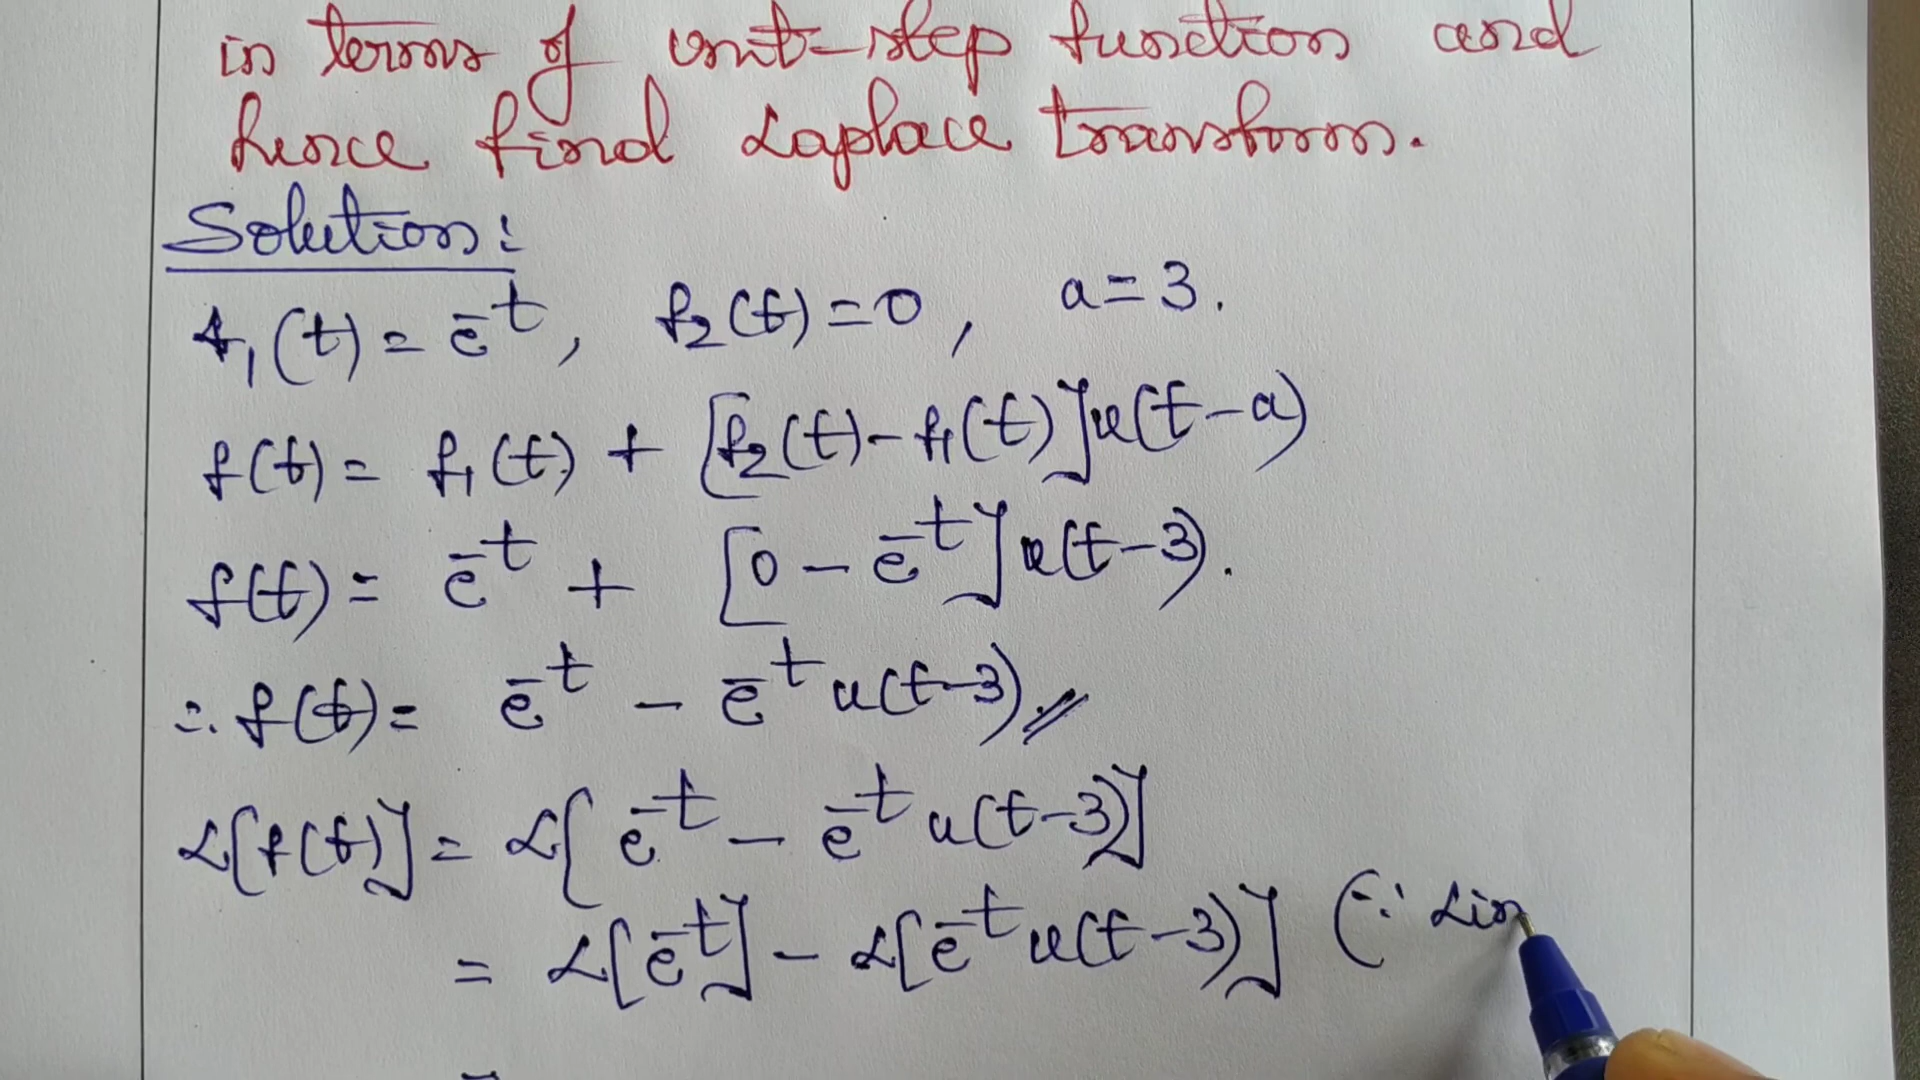 in terms of unit-step function and
hence find Laplace transform.
Solution:
f₁(t) = e⁻ᵗ, f₂(t) = 0, a = 3.
f(t) = f₁(t) + [f₂(t) - f₁(t)] u(t-a)
f(t) = e⁻ᵗ + [0 - e⁻ᵗ] u(t-3).
∴ f(t) = e⁻ᵗ - e⁻ᵗ u(t-3).//
L[f(t)] = L[e⁻ᵗ - e⁻ᵗ u(t-3)]
= L[e⁻ᵗ] - L[e⁻ᵗ u(t-3)] (∵ Lin
=